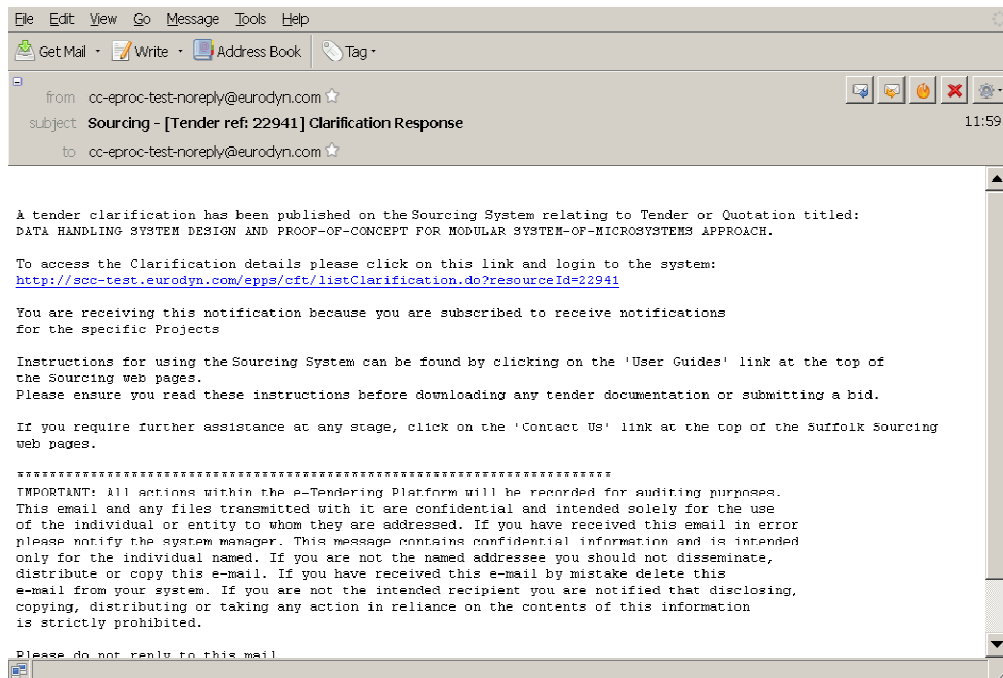 File Edit View Go Message Tools Help
Get Mail Write Address Book Tag
from cc-eproc-test-noreply@eurodyn.com
subject Sourcing - [Tender ref: 22941] Clarification Response 11:59
to cc-eproc-test-noreply@eurodyn.com
A tender clarification has been published on the Sourcing System relating to Tender or Quotation titled:
DATA HANDLING SYSTEM DESIGN AND PROOF-OF-CONCEPT FOR MODULAR SYSTEM-OF-MICROSYSTEMS APPROACH.
To access the Clarification details please click on this link and login to the system:
http://scc-test.eurodyn.com/epps/cft/listClarification.do?resourceId=22941
You are receiving this notification because you are subscribed to receive notifications
for the specific Projects
Instructions for using the Sourcing System can be found by clicking on the 'User Guides' link at the top of
the Sourcing web pages.
Please ensure you read these instructions before downloading any tender documentation or submitting a bid.
If you require further assistance at any stage, click on the 'Contact Us' link at the top of the Suffolk Sourcing
web pages.
*************************************************************************
IMPORTANT: All actions within the e-Tendering Platform will be recorded for auditing purposes.
This email and any files transmitted with it are confidential and intended solely for the use
of the individual or entity to whom they are addressed. If you have received this email in error
please notify the system manager. This message contains confidential information and is intended
only for the individual named. If you are not the named addressee you should not disseminate,
distribute or copy this e-mail. If you have received this e-mail by mistake delete this
e-mail from your system. If you are not the intended recipient you are notified that disclosing,
copying, distributing or taking any action in reliance on the contents of this information
is strictly prohibited.
Please do not reply to this mail